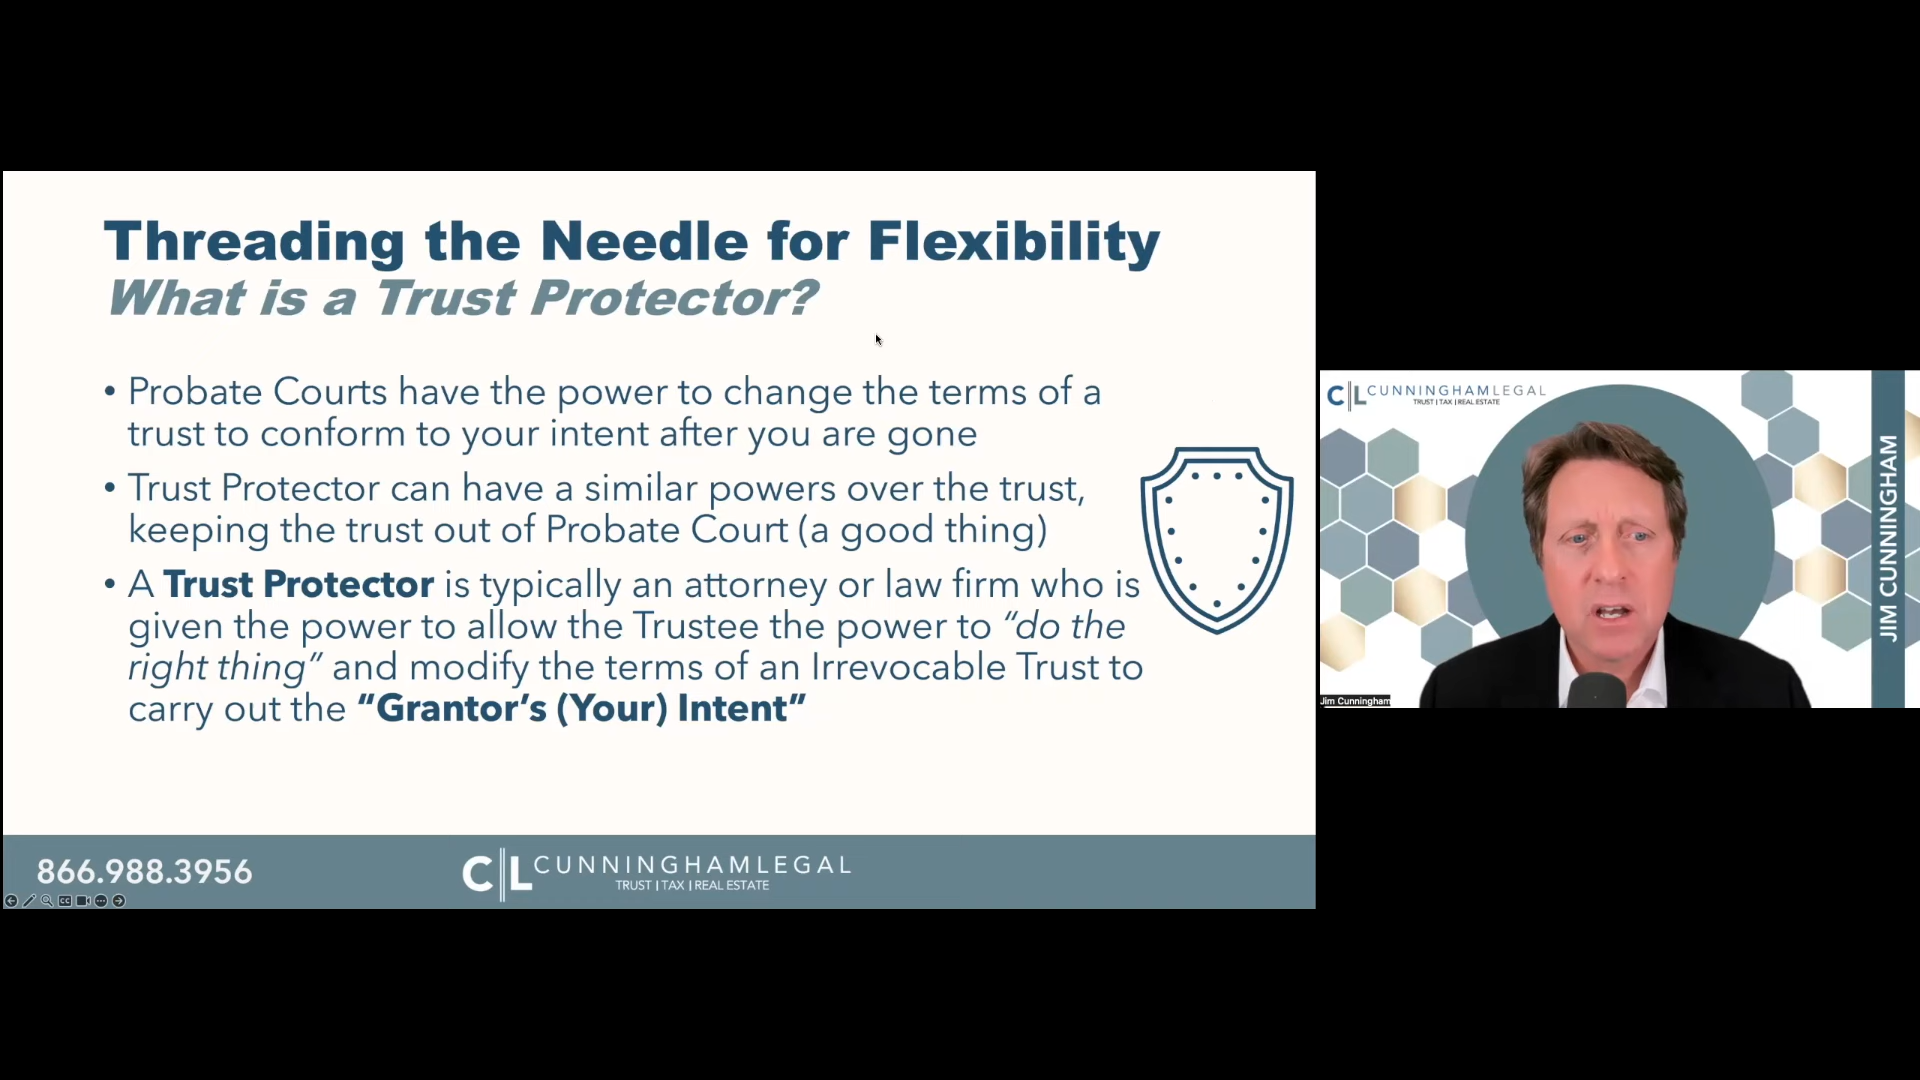 Threading the Needle for Flexibility
What is a Trust Protector?
• Probate Courts have the power to change the terms of a
trust to conform to your intent after you are gone
• Trust Protector can have a similar powers over the trust,
keeping the trust out of Probate Court (a good thing)
• A Trust Protector is typically an attorney or law firm who is
given the power to allow the Trustee the power to “do the
right thing” and modify the terms of an Irrevocable Trust to
carry out the “Grantor’s (Your) Intent”
866.988.3956
C|L CUNNINGHAMLEGAL
TRUST | TAX | REAL ESTATE
CC
C|L CUNNINGHAMLEGAL
TRUST | TAX | REAL ESTATE
JIM CUNNINGHAM
Jim Cunningham